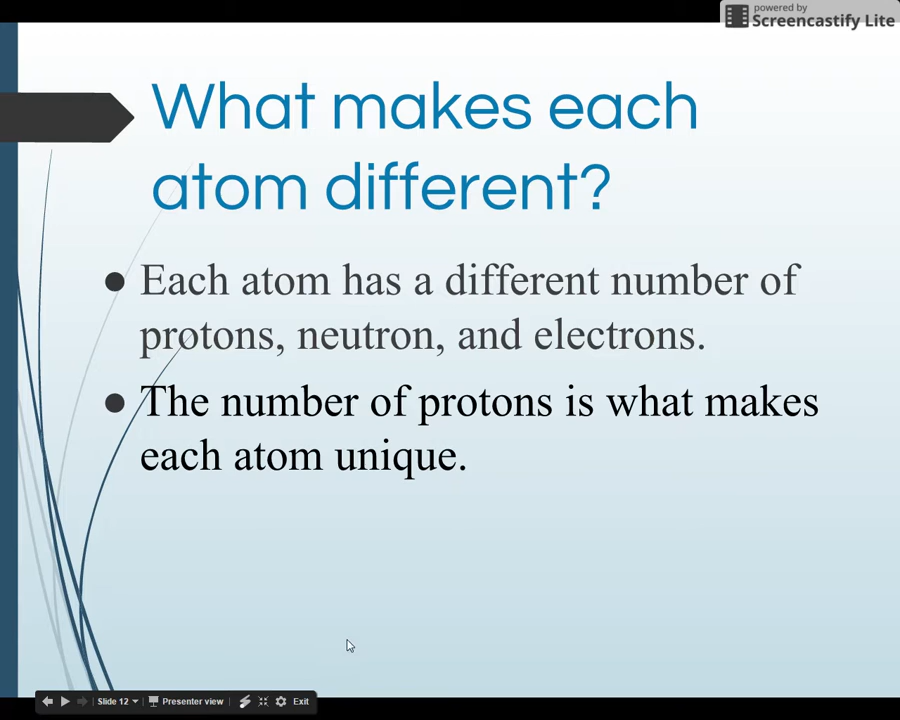 powered by
Screencastify Lite
What makes each
atom different?
● Each atom has a different number of
protons, neutron, and electrons.
● The number of protons is what makes
each atom unique.
Slide 12 Presenter view Exit